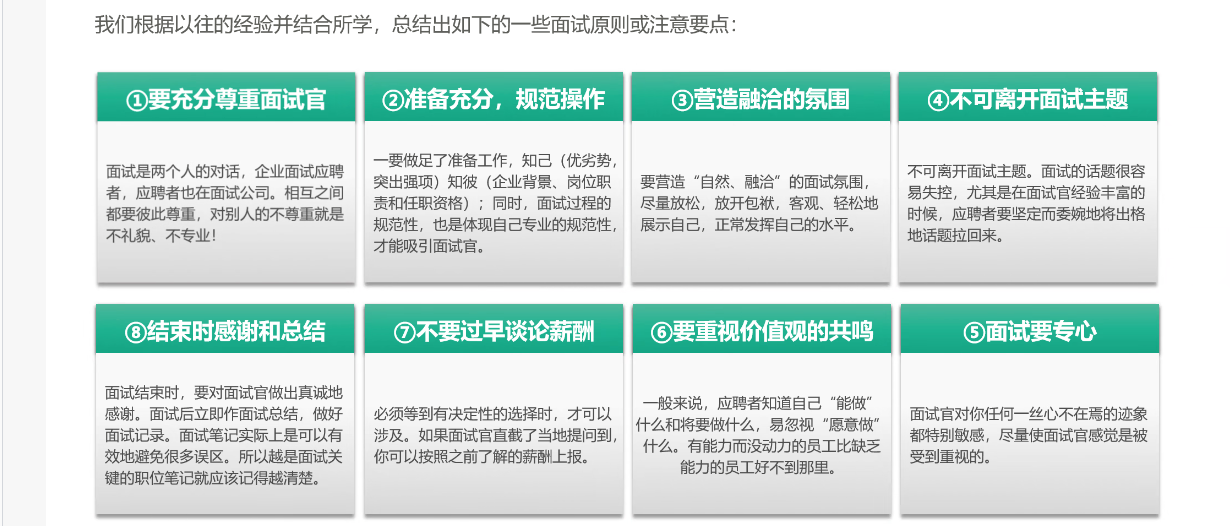 我们根据以往的经验并结合所学，总结出如下的一些面试原则或注意要点：
①要充分尊重面试官
面试是两个人的对话，企业面试应聘
者，应聘者也在面试公司。相互之间
都要彼此尊重，对别人的不尊重就是
不礼貌、不专业！
②准备充分，规范操作
一要做足了准备工作，知己（优劣势，
突出强项）知彼（企业背景、岗位职
责和任职资格）；同时，面试过程的
规范性，也是体现自己专业的规范性，
才能吸引面试官。
③营造融洽的氛围
要营造“自然、融洽”的面试氛围，
尽量放松，放开包袱，客观、轻松地
展示自己，正常发挥自己的水平。
④不可离开面试主题
不可离开面试主题。面试的话题很容
易失控，尤其是在面试官经验丰富的
时候，应聘者要坚定而委婉地将出格
地话题拉回来。
⑤面试要专心
面试官对你任何一丝心不在焉的迹象
都特别敏感，尽量使面试官感觉是被
受到重视的。
⑥要重视价值观的共鸣
一般来说，应聘者知道自己“能做”
什么和将要做什么，易忽视“愿意做”
什么。有能力而没动力的员工比缺乏
能力的员工好不到那里。
⑦不要过早谈论薪酬
必须等到有决定性的选择时，才可以
涉及。如果面试官直截了当地提问到，
你可以按照之前了解的薪酬上报。
⑧结束时感谢和总结
面试结束时，要对面试官做出真诚地
感谢。面试后立即作面试总结，做好
面试记录。面试笔记实际上是可以有
效地避免很多误区。所以越是面试关
键的职位笔记就应该记得越清楚。